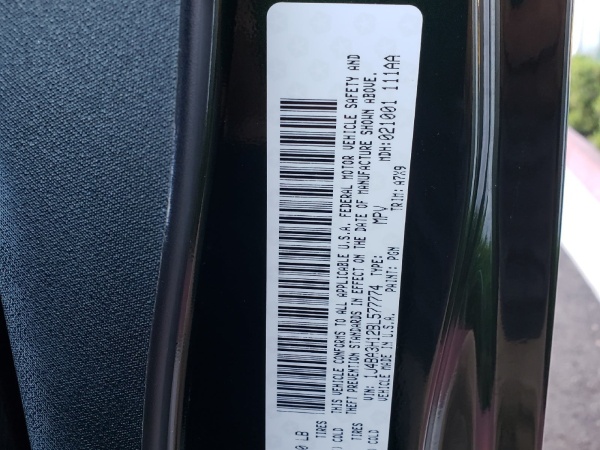 0 LB
TIRES
COLD
TIRES
COLD
THIS VEHICLE CONFORMS TO ALL APPLICABLE U.S.A. FEDERAL MOTOR VEHICLE SAFETY AND
THEFT PREVENTION STANDARDS IN EFFECT ON THE DATE OF MANUFACTURE SHOWN ABOVE.
VIN: 1J4BA3H12BL577774 TYPE: MPV MDH:021001 111AA
VEHICLE MADE IN U.S.A. PAINT: PGN TRIM: A7X9